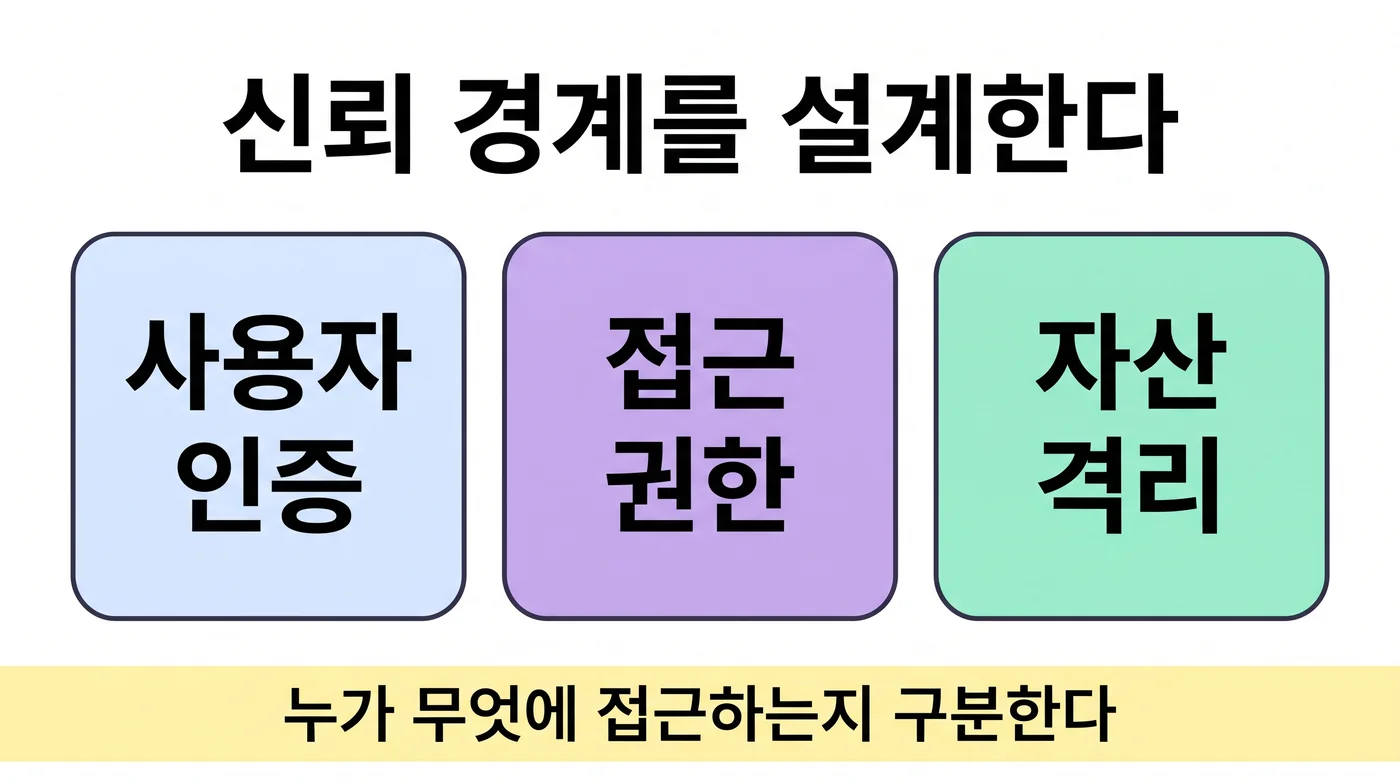 신뢰 경계를 설계한다
사용자
인증
접근
권한
자산
격리
누가 무엇에 접근하는지 구분한다